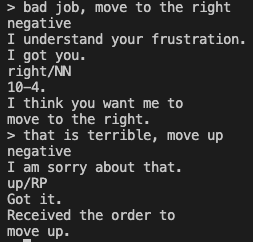 > bad job, move to the right
negative
I understand your frustration.
I got you.
right/NN
10-4.
I think you want me to
move to the right.
> that is terrible, move up
negative
I am sorry about that.
up/RP
Got it.
Received the order to
move up.